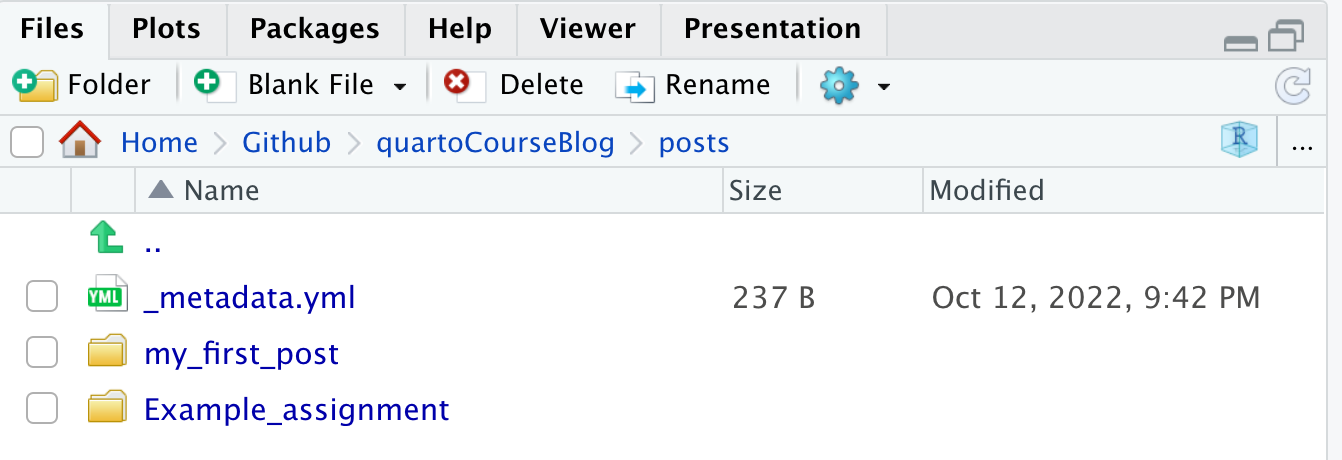 Files Plots Packages Help Viewer Presentation
Folder Blank File Delete Rename
Home Github quartoCourseBlog posts R ...
Name Size Modified
..
YML _metadata.yml 237 B Oct 12, 2022, 9:42 PM
my_first_post
Example_assignment